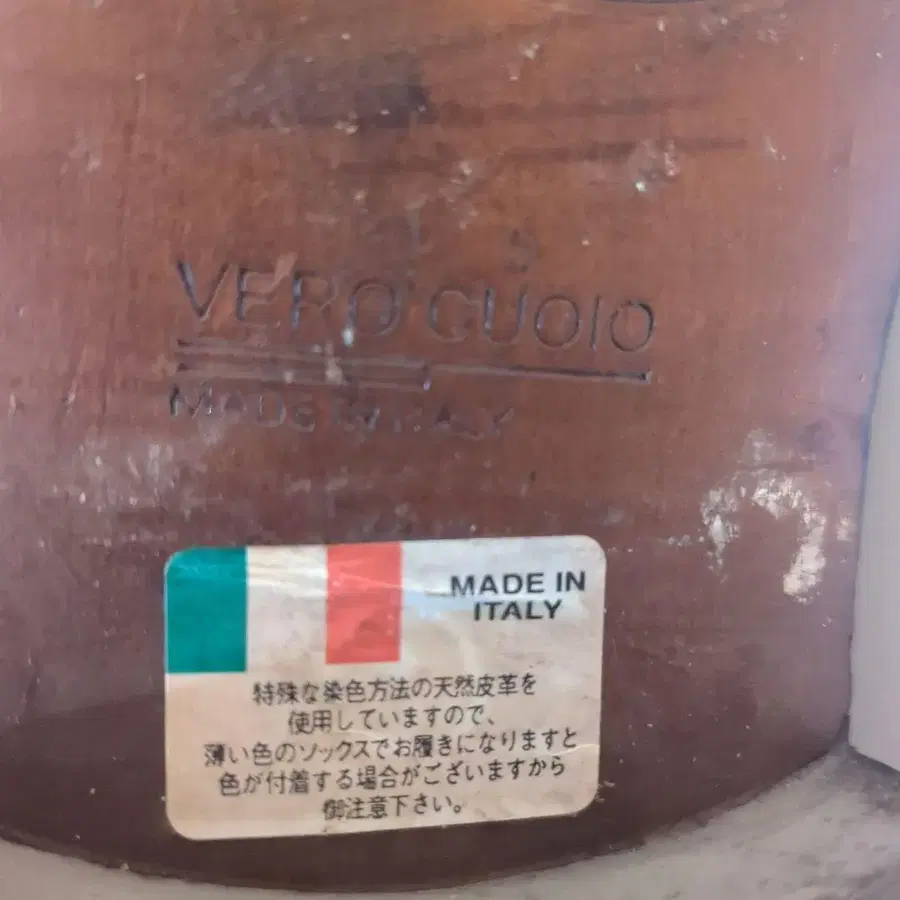 VERO CUOIO
MADE IN ITALY
MADE IN
ITALY
特殊な染色方法の天然皮革を
使用していますので、
薄い色のソックスでお履きになりますと
色が付着する場合がございますから
御注意下さい。